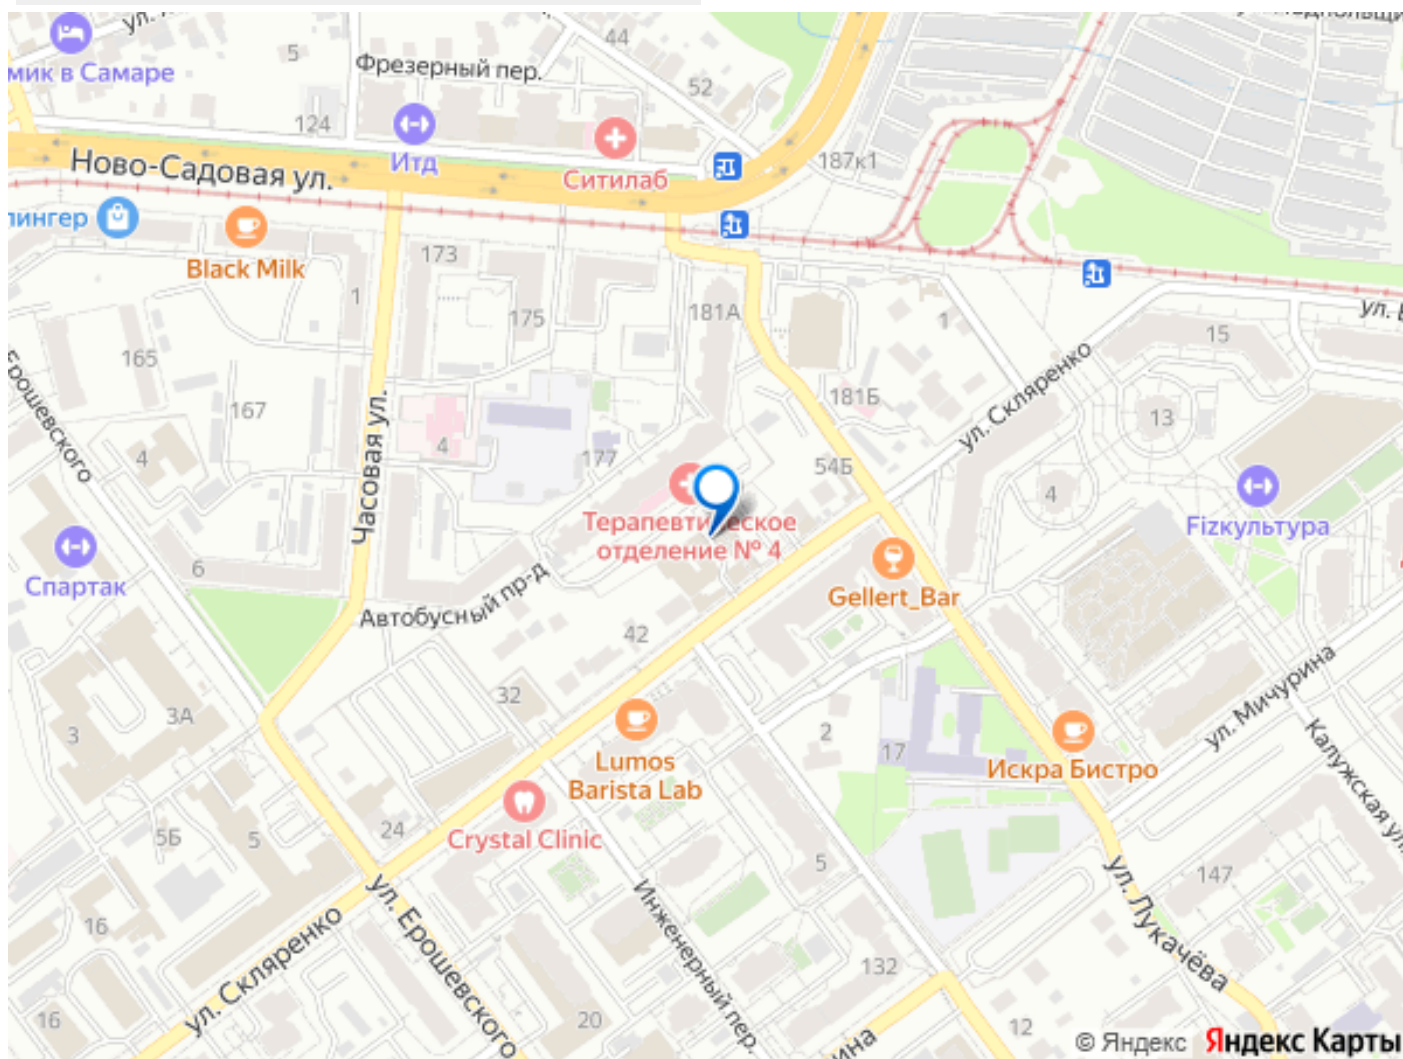 44
5
Фрезерный пер.
52
мик в Самаре
124
Итд
Ситилаб
187к1
Ново-Садовая ул.
лингер
Black Milk
173
1
175
181А
1
15
165
ул. Скляренко
Ерошевского
167
181Б
13
Часовая ул.
4
4
177
54Б
4
Терапевтическое
отделение № 4
Fizкультура
Спартак
6
Gellert_Bar
Автобусный пр-д
42
32
3А
3
2
17
ул. Мичурина
Lumos
Barista Lab
Искра Бистро
Калужская ул.
Crystal Clinic
24
5Б
5
5
147
ул. Лукачёва
16
ул. Ерошевского
Инженерный пер.
ул. Скляренко
132
16
20
12
© Яндекс Яндекс Карты